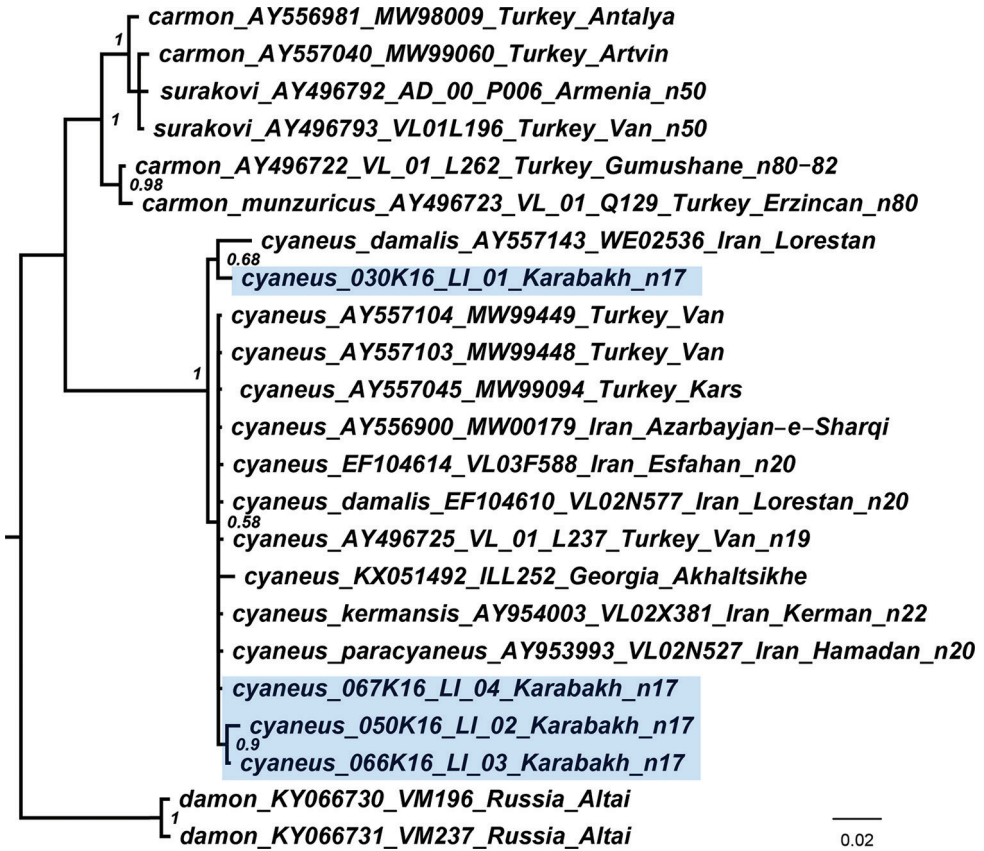 carmon_AY556981_MW98009_Turkey_Antalya
1
carmon_AY557040_MW99060_Turkey_Artvin
surakovi_AY496792_AD_00_P006_Armenia_n50
1
surakovi_AY496793_VL01L196_Turkey_Van_n50
carmon_AY496722_VL_01_L262_Turkey_Gumushane_n80−82
0.98
carmon_munzuricus_AY496723_VL_01_Q129_Turkey_Erzincan_n80
cyaneus_damalis_AY557143_WE02536_Iran_Lorestan
0.68
cyaneus_030K16_LI_01_Karabakh_n17
cyaneus_AY557104_MW99449_Turkey_Van
cyaneus_AY557103_MW99448_Turkey_Van
1
cyaneus_AY557045_MW99094_Turkey_Kars
cyaneus_AY556900_MW00179_Iran_Azarbayjan−e−Sharqi
cyaneus_EF104614_VL03F588_Iran_Esfahan_n20
cyaneus_damalis_EF104610_VL02N577_Iran_Lorestan_n20
0.58
cyaneus_AY496725_VL_01_L237_Turkey_Van_n19
cyaneus_KX051492_ILL252_Georgia_Akhaltsikhe
cyaneus_kermansis_AY954003_VL02X381_Iran_Kerman_n22
cyaneus_paracyaneus_AY953993_VL02N527_Iran_Hamadan_n20
cyaneus_067K16_LI_04_Karabakh_n17
cyaneus_050K16_LI_02_Karabakh_n17
0.9
cyaneus_066K16_LI_03_Karabakh_n17
damon_KY066730_VM196_Russia_Altai
1
damon_KY066731_VM237_Russia_Altai
0.02